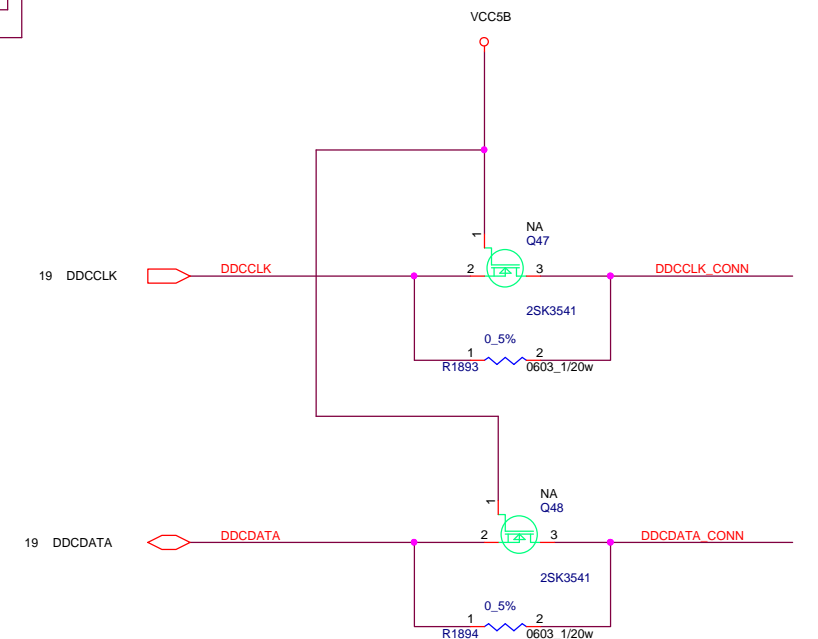 VCC5B
1
NA
Q47
19 DDCCLK
DDCCLK
2
3
DDCCLK_CONN
2SK3541
0_5%
1
2
R1893
0603_1/20w
1
NA
Q48
19 DDCDATA
DDCDATA
2
3
DDCDATA_CONN
2SK3541
0_5%
1
2
R1894
0603_1/20w